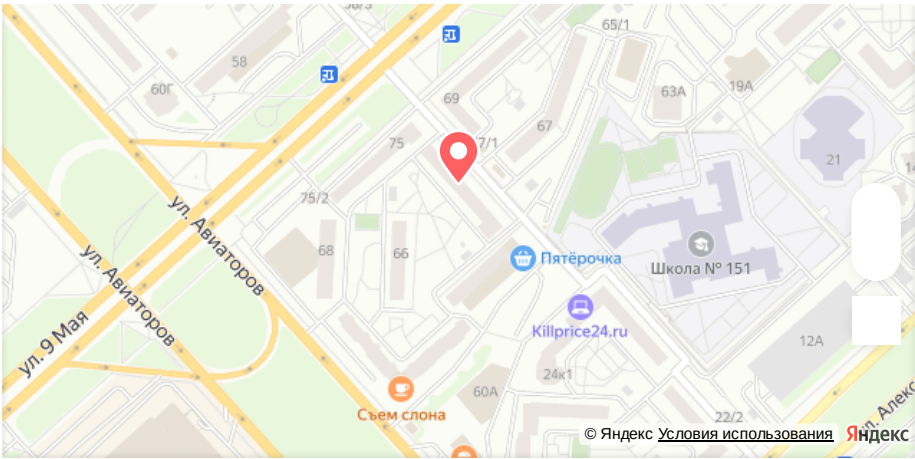 65/1
58
60Г
19А
63А
69
67
75
21
75/2
ул. Авиаторов
ул. Авиаторов
68
66
Пятёрочка
Школа № 151
ул. 9 Мая
Killprice24.ru
12А
24к1
60А
Съем слона
22/2
© Яндекс Условия использования
Яндекс